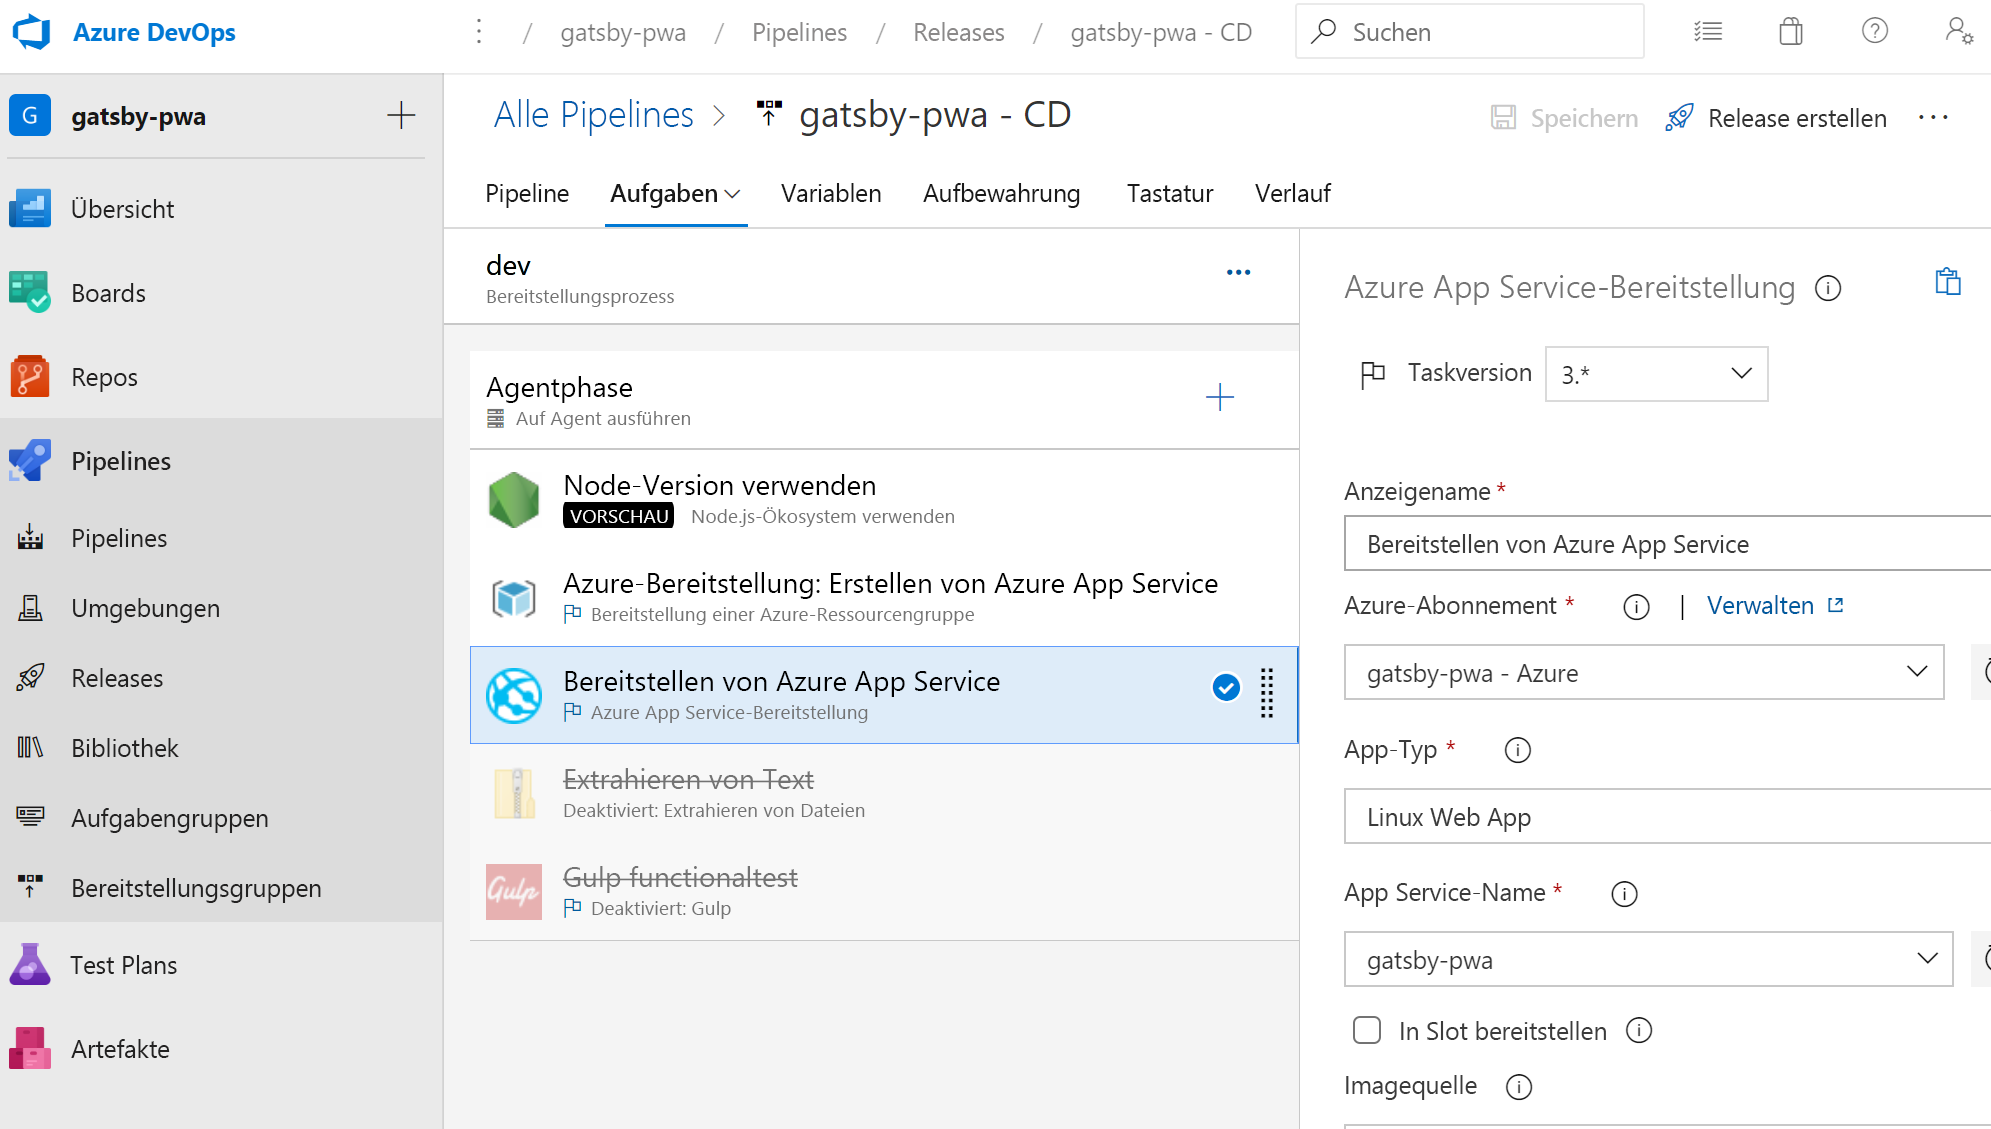 Azure DevOps
/ gatsby-pwa / Pipelines / Releases / gatsby-pwa - CD
Suchen
G gatsby-pwa
Übersicht
Boards
Repos
Pipelines
Pipelines
Umgebungen
Releases
Bibliothek
Aufgabengruppen
Bereitstellungsgruppen
Test Plans
Artefakte
Alle Pipelines > gatsby-pwa - CD
Speichern
Release erstellen
Pipeline Aufgaben Variablen Aufbewahrung Tastatur Verlauf
dev
Bereitstellungsprozess
Agentphase
Auf Agent ausführen
Node-Version verwenden
VORSCHAU Node.js-Ökosystem verwenden
Azure-Bereitstellung: Erstellen von Azure App Service
Bereitstellung einer Azure-Ressourcengruppe
Bereitstellen von Azure App Service
Azure App Service-Bereitstellung
Extrahieren von Text
Deaktiviert: Extrahieren von Dateien
Gulp
Gulp functionaltest
Deaktiviert: Gulp
Azure App Service-Bereitstellung
Taskversion 3.*
Anzeigename *
Bereitstellen von Azure App Service
Azure-Abonnement * | Verwalten
gatsby-pwa - Azure
App-Typ *
Linux Web App
App Service-Name *
gatsby-pwa
In Slot bereitstellen
Imagequelle